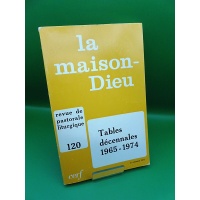 la
maison-
Dieu
revue de
pastorale
liturgique
120
Tables
décennales
1965-1974
cerf